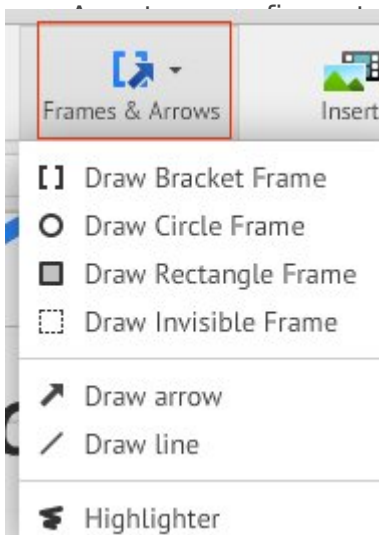 Frames & Arrows
Insert
Draw Bracket Frame
Draw Circle Frame
Draw Rectangle Frame
Draw Invisible Frame
Draw arrow
Draw line
Highlighter